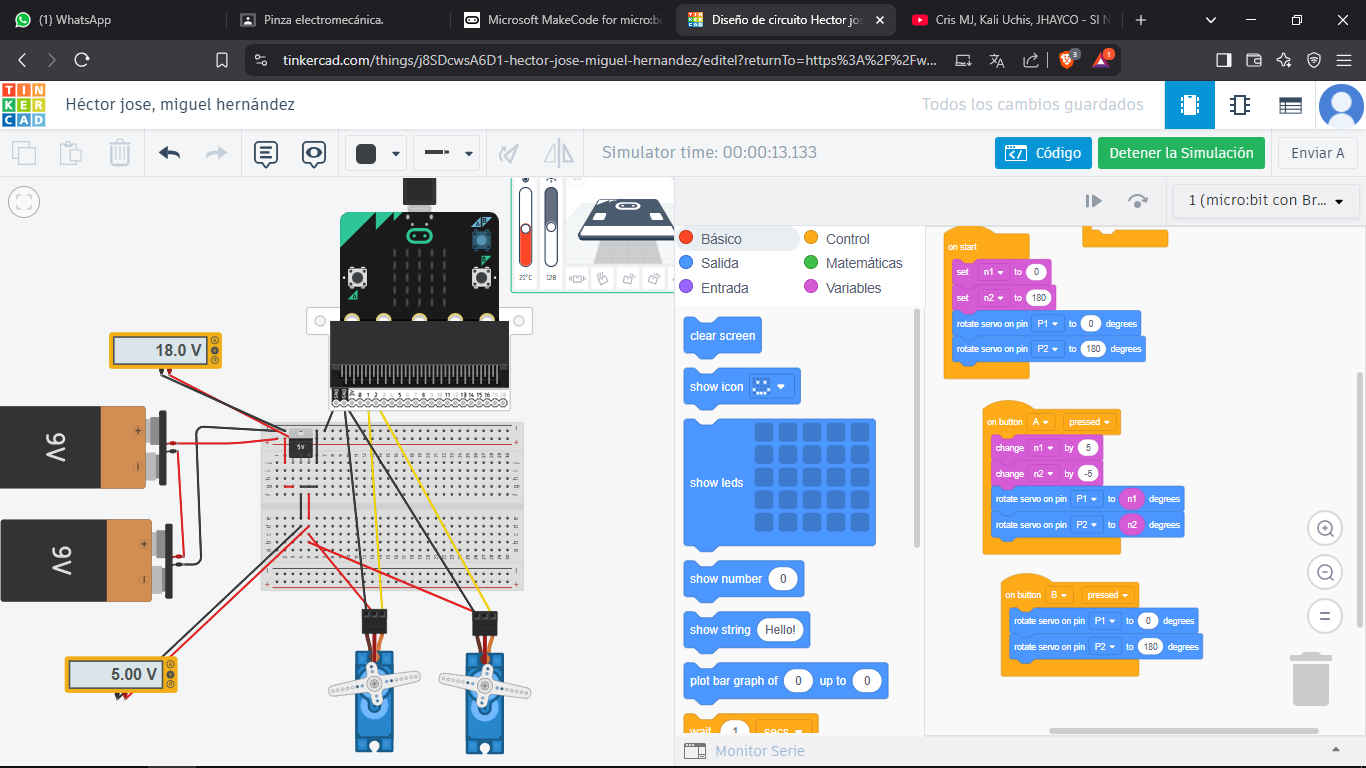 (1) WhatsApp
Pinza electromecánica.
Microsoft MakeCode for micro:bi
Diseño de circuito Hector jos
Cris MJ, Kali Uchis, JHAYCO - SI N
tinkercad.com/things/j8SDcwsA6D1-hector-jose-miguel-hernandez/editel?returnTo=https%3A%2F%2Fw...
3
1
TINKERCAD
Héctor jose, miguel hernández
Todos los cambios guardados
Simulator time: 00:00:13.133
Código
Detener la Simulación
Enviar A
1 (micro:bit con Br...
21°C
128
A
B
18.0 V
9V
9V
5V
5.00 V
Básico
Control
Salida
Matemáticas
Entrada
Variables
clear screen
show icon
show leds
show number 0
show string Hello!
plot bar graph of 0 up to 0
wait 1 secs
Monitor Serie
on start
set n1 to 0
set n2 to 180
rotate servo on pin P1 to 0 degrees
rotate servo on pin P2 to 180 degrees
on button A pressed
change n1 by 5
change n2 by -5
rotate servo on pin P1 to n1 degrees
rotate servo on pin P2 to n2 degrees
on button B pressed
rotate servo on pin P1 to 0 degrees
rotate servo on pin P2 to 180 degrees